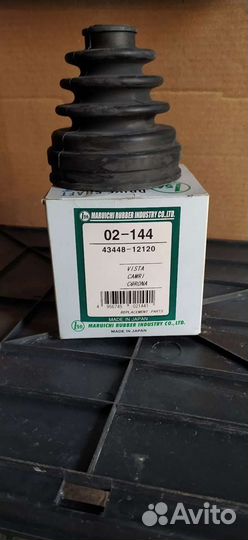 MARUICHI RUBBER INDUSTRY CO.,LTD.
02-144
43448-12120
VISTA
CAMRI
CORONA
REPLACEMENT PARTS
MADE IN JAPAN
MARUICHI RUBBER INDUSTRY CO., LTD.
MADE IN JAPAN
Avito